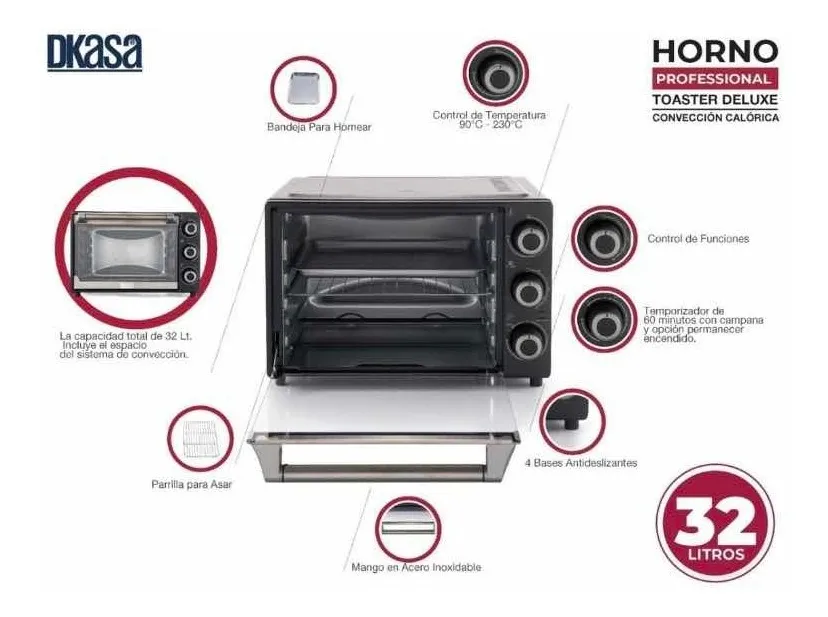 DKasa
HORNO
PROFESSIONAL
TOASTER DELUXE
CONVECCIÓN CALÓRICA
Bandeja Para Hornear
Control de Temperatura
90°C - 230°C
Control de Funciones
Temporizador de
60 minutos con campana
y opción permanecer
encendido.
La capacidad total de 32 Lt.
Incluye el espacio
del sistema de convección.
Parrilla para Asar
4 Bases Antideslizantes
Mango en Acero Inoxidable
32
LITROS